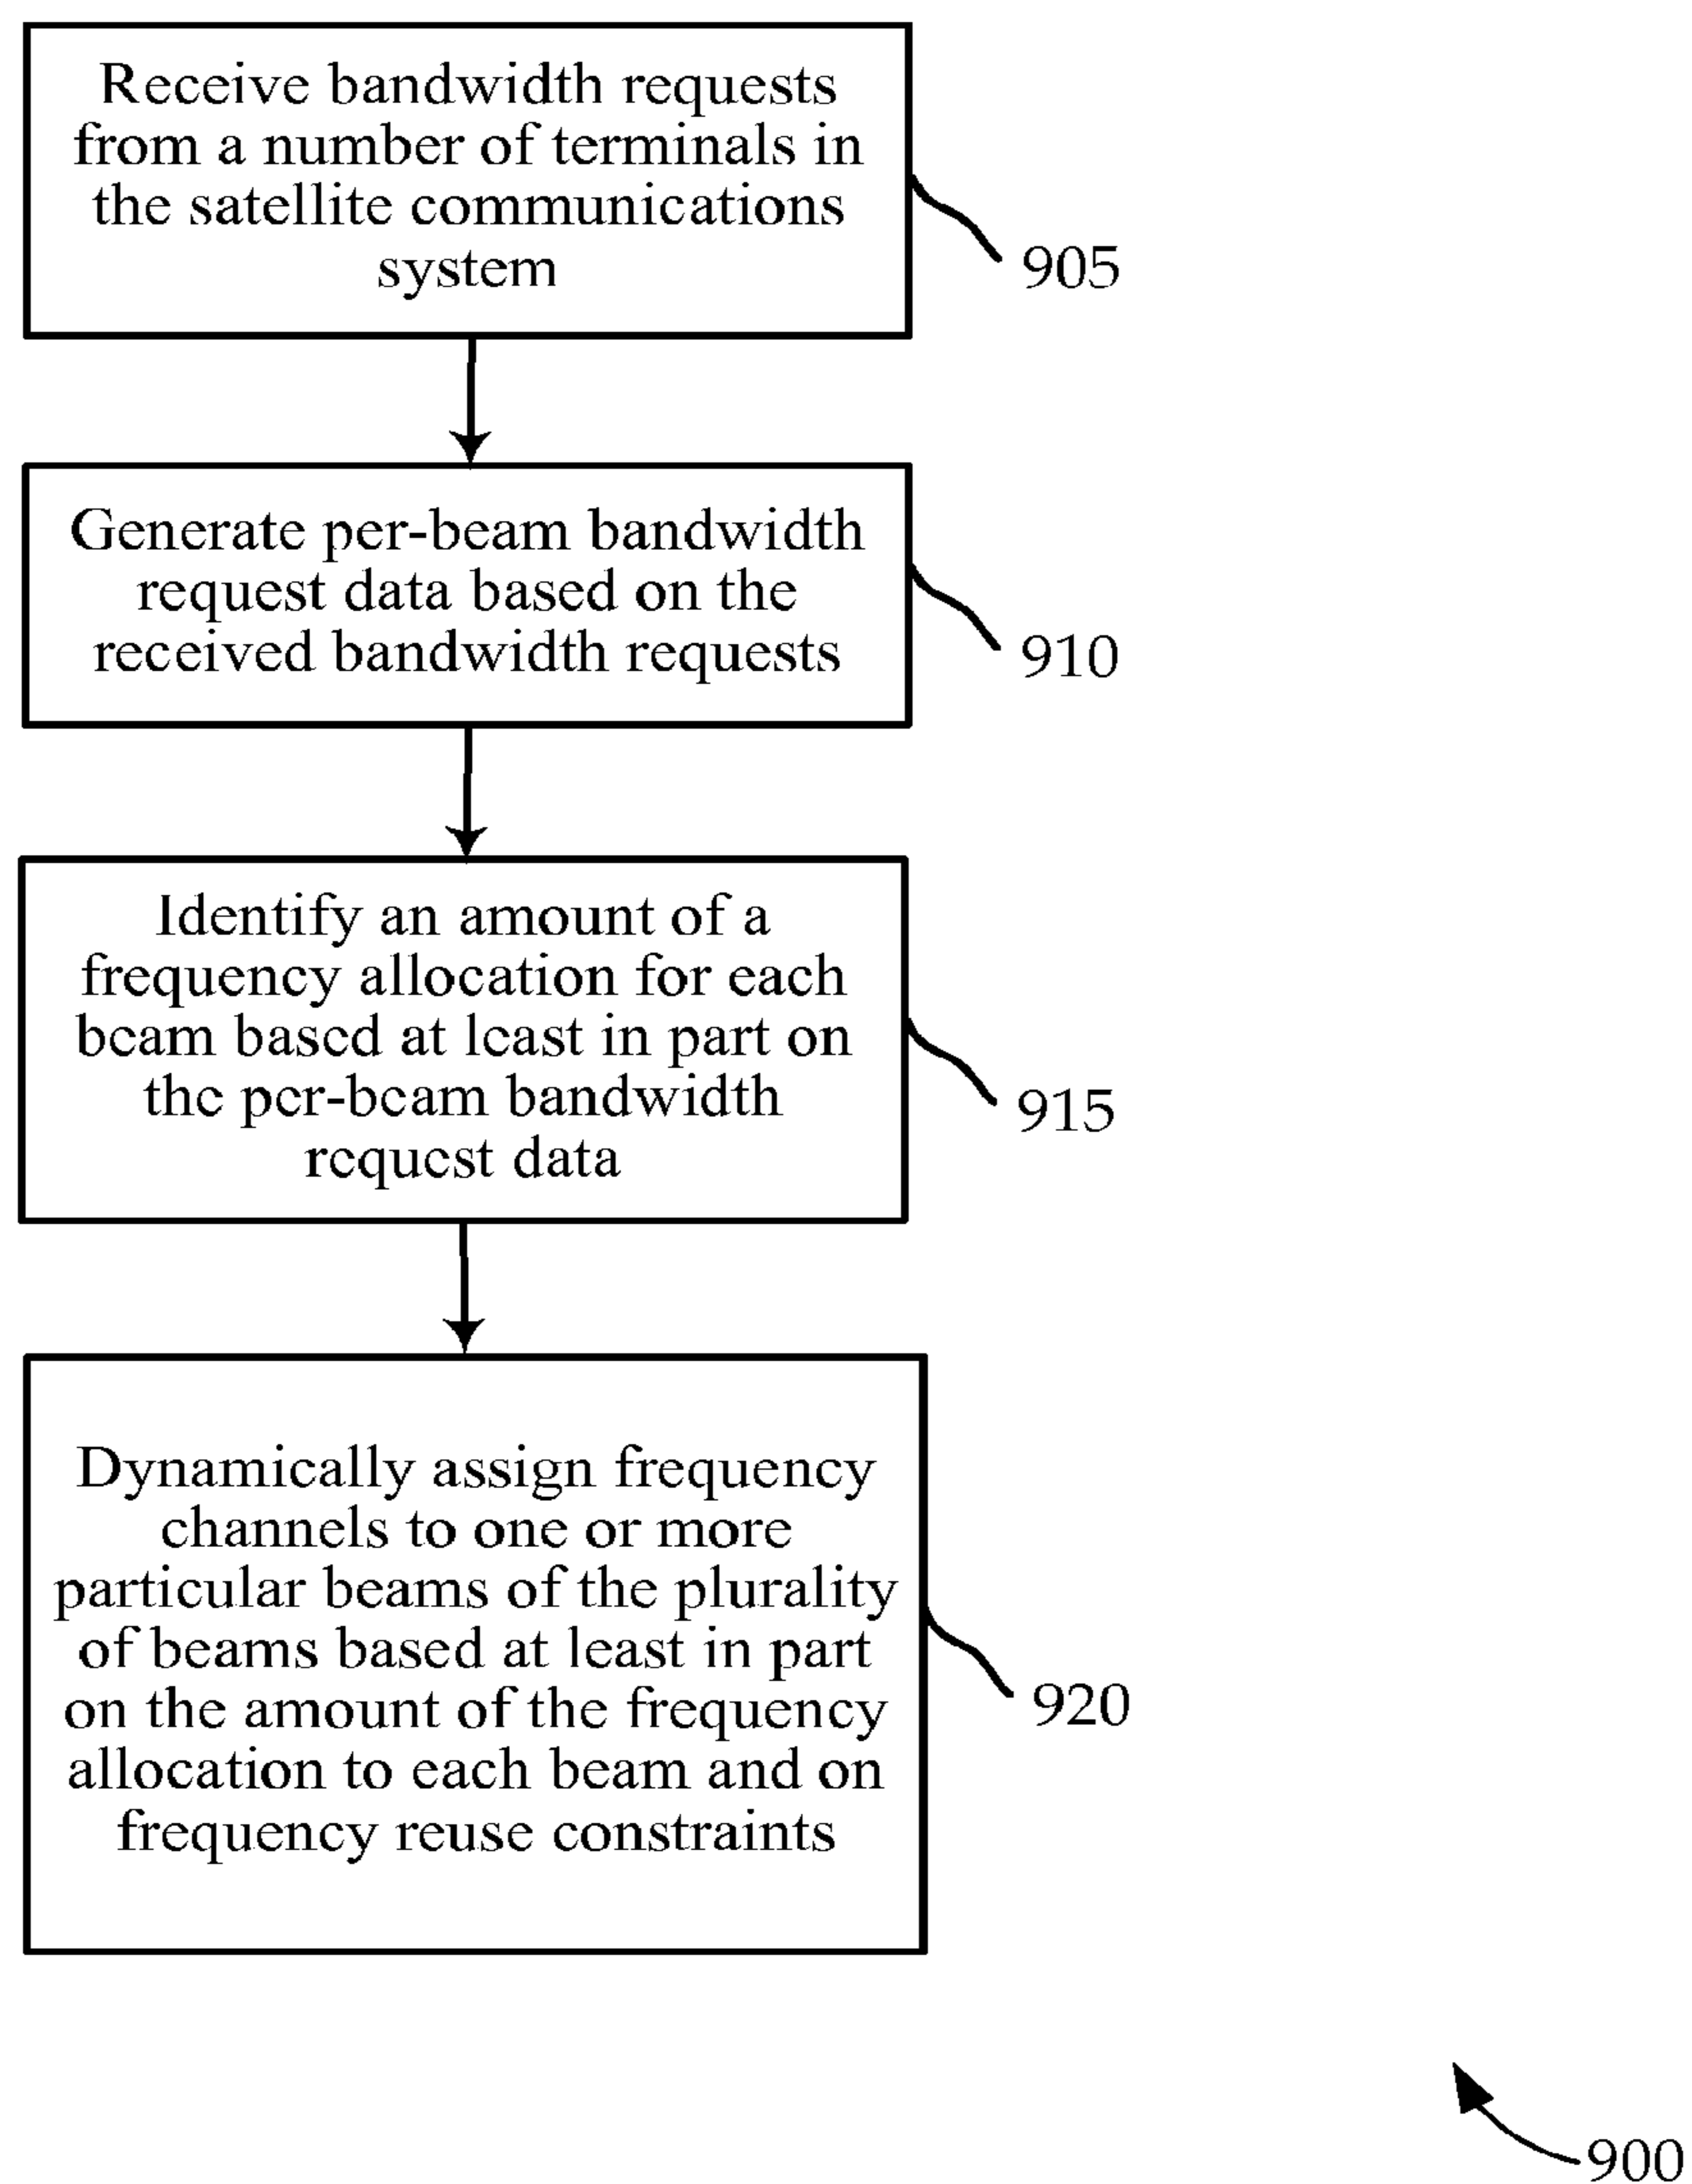 Receive bandwidth requests
from a number of terminals in
the satellite communications
system
905
Generate per-beam bandwidth
request data based on the
received bandwidth requests
910
Identify an amount of a
frequency allocation for each
beam based at least in part on
the per-beam bandwidth
request data
915
Dynamically assign frequency
channels to one or more
particular beams of the plurality
of beams based at least in part
on the amount of the frequency
allocation to each beam and on
frequency reuse constraints
920
900